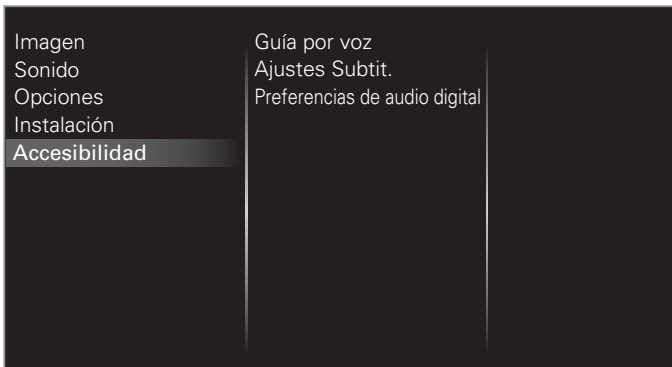 Imagen
Sonido
Opciones
Instalación
Accesibilidad
Guía por voz
Ajustes Subtit.
Preferencias de audio digital